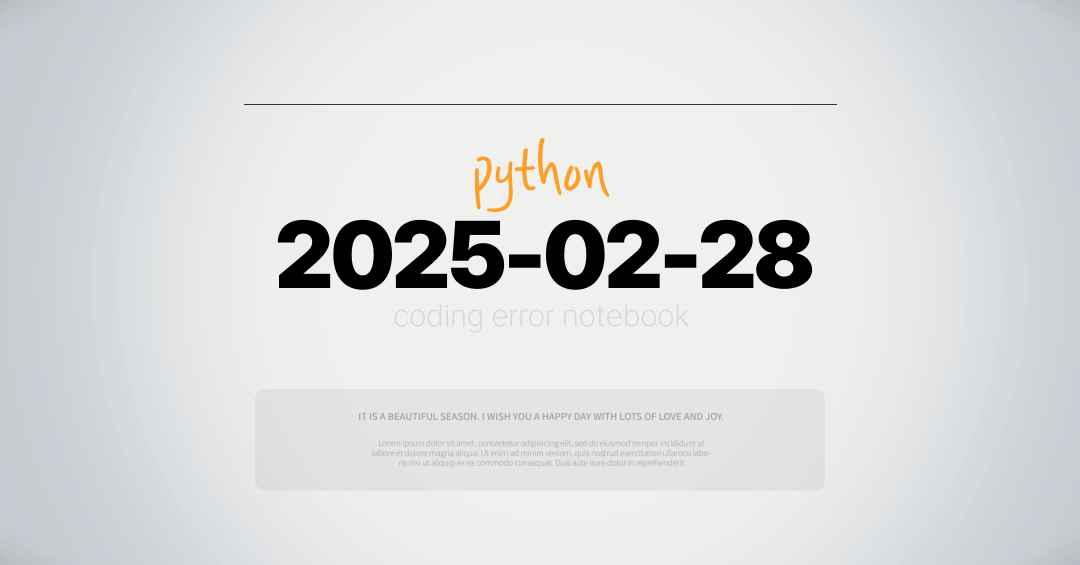 python
2025-02-28
coding error notebook
IT IS A BEAUTIFUL SEASON. I WISH YOU A HAPPY DAY WITH LOTS OF LOVE AND JOY.
Lorem ipsum dolor sit amet, consectetur adipisicing elit, sed do eiusmod tempor incididunt ut
labore et dolore magna aliqua. Ut enim ad minim veniam, quis nostrud exercitation ullamco labo-
ris nisi ut aliquip ex ea commodo consequat. Duis aute irure dolor in reprehenderit